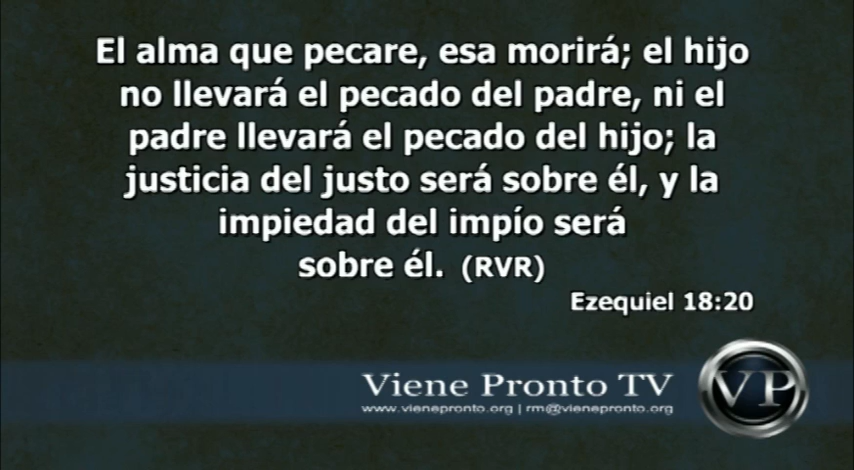 El alma que pecare, esa morirá; el hijo
no llevará el pecado del padre, ni el
padre llevará el pecado del hijo; la
justicia del justo será sobre él, y la
impiedad del impío será
sobre él. (RVR)
Ezequiel 18:20
Viene Pronto TV
www.vienepronto.org | rm@vienepronto.org
VP